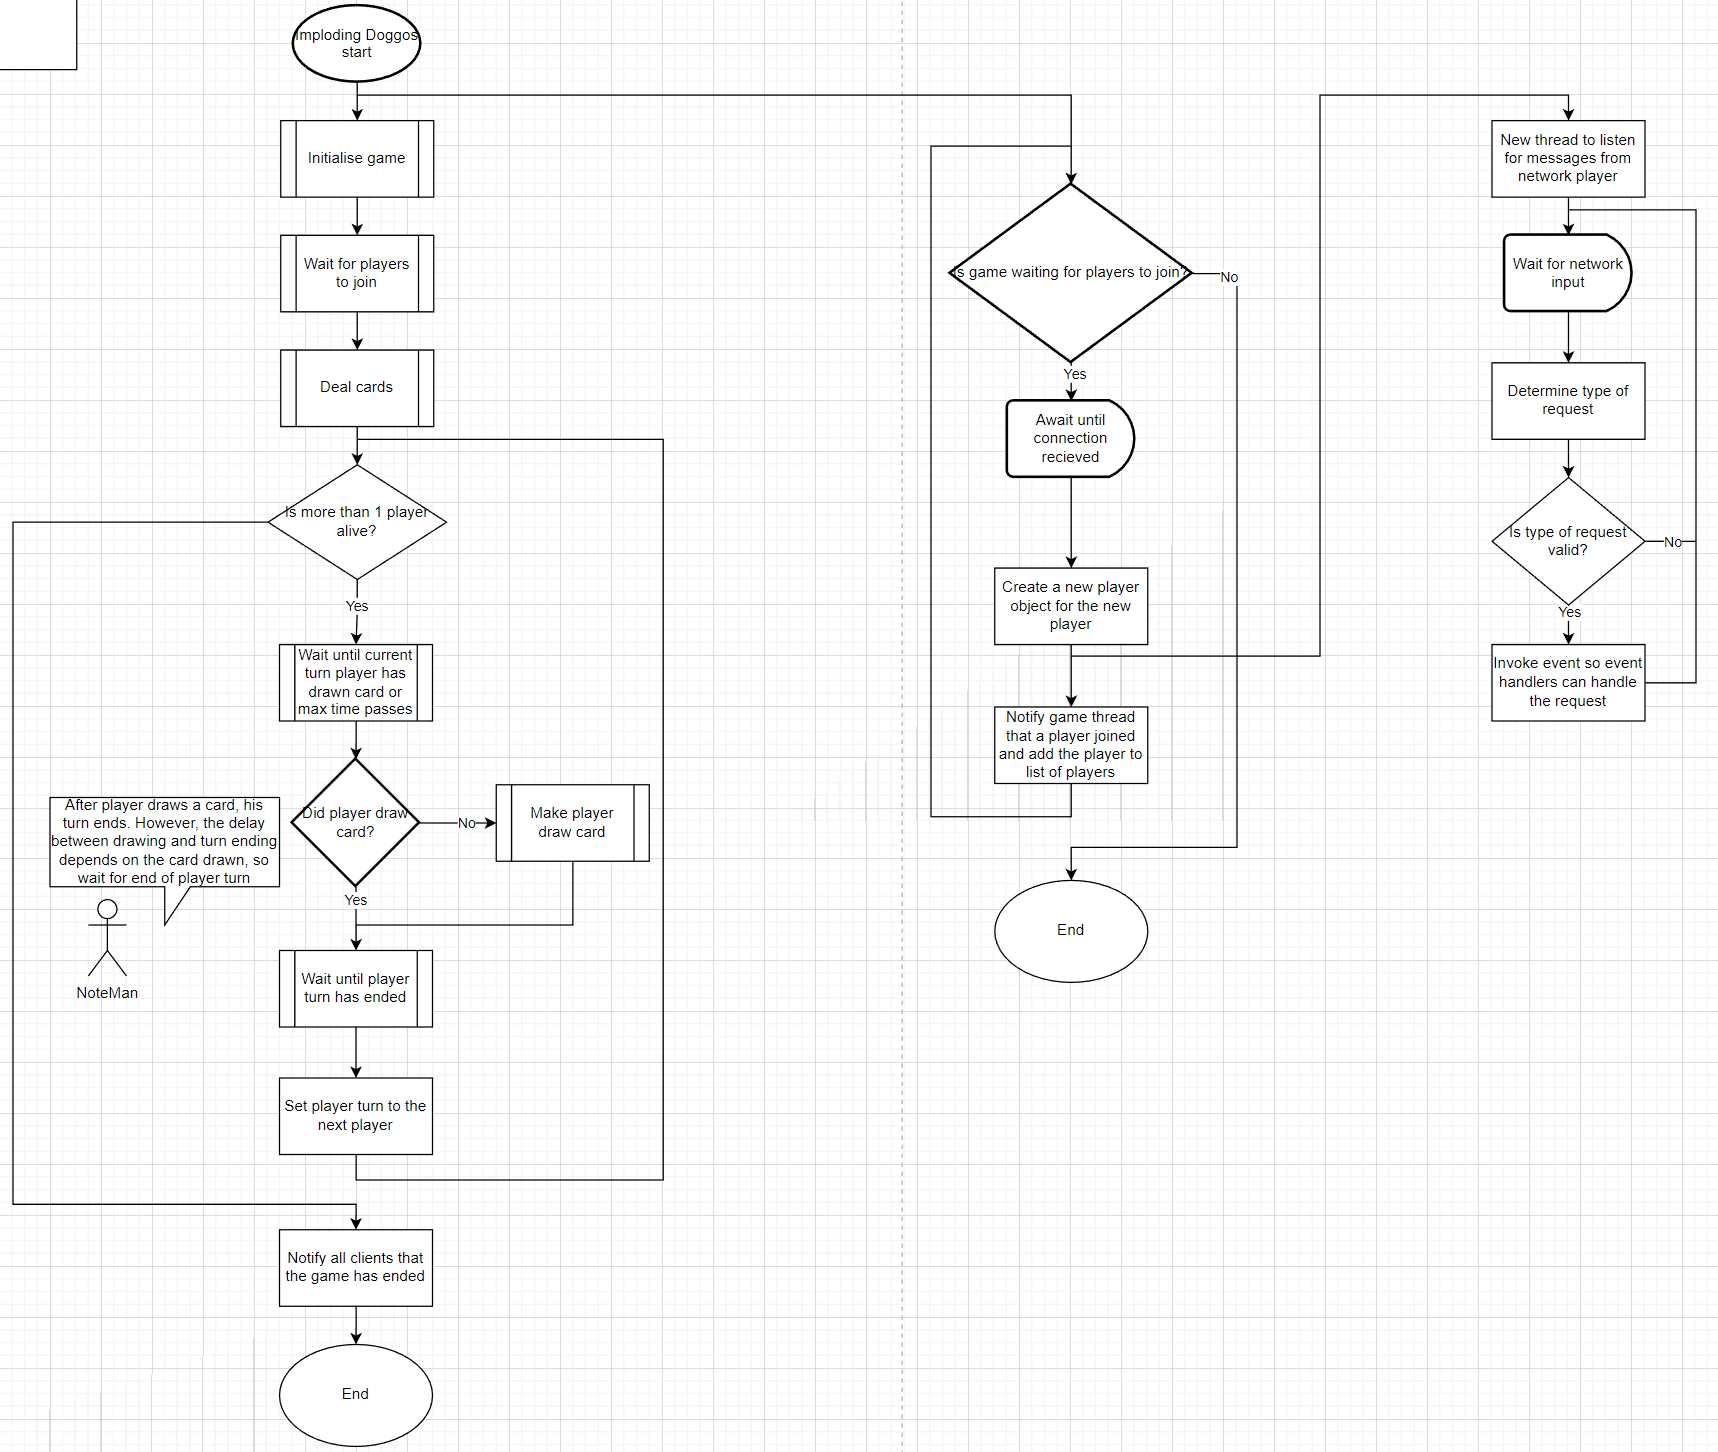 Imploding Doggos
start
Initialise game
Wait for players
to join
Deal cards
Is more than 1 player
alive?
Yes
Wait until current
turn player has
drawn card or
max time passes
Did player draw
card?
No
Make player
draw card
Yes
After player draws a card, his
turn ends. However, the delay
between drawing and turn ending
depends on the card drawn, so
wait for end of player turn
NoteMan
Wait until player
turn has ended
Set player turn to the
next player
Notify all clients that
the game has ended
End
Is game waiting for players to join?
No
Yes
Await until
connection
recieved
Create a new player
object for the new
player
Notify game thread
that a player joined
and add the player to
list of players
End
New thread to listen
for messages from
network player
Wait for network
input
Determine type of
request
Is type of request
valid?
No
Yes
Invoke event so event
handlers can handle
the request